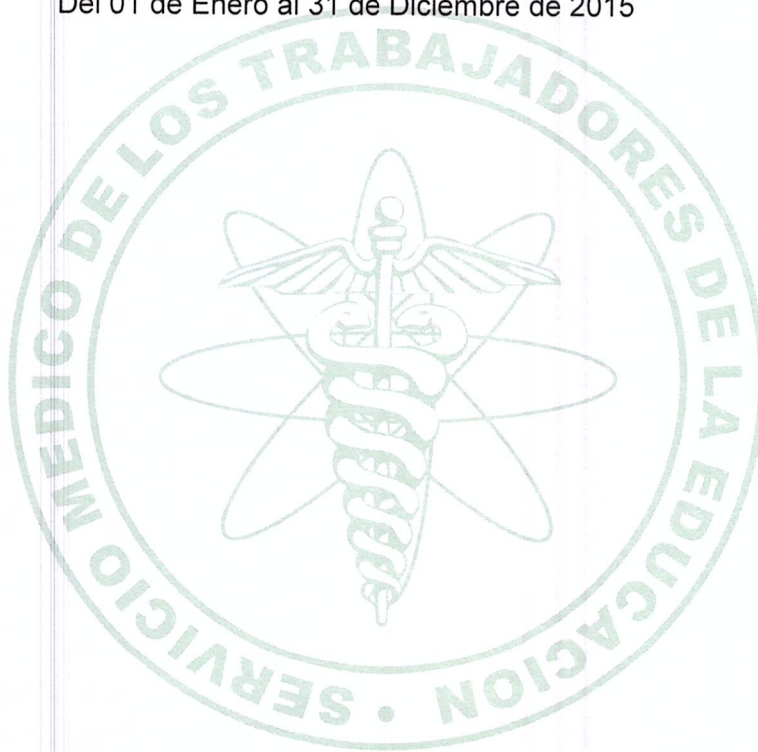 Del 01 de Enero al 31 de Diciembre de 2015
SERVICIO MEDICO DE LOS TRABAJADORES DE LA EDUCACION •